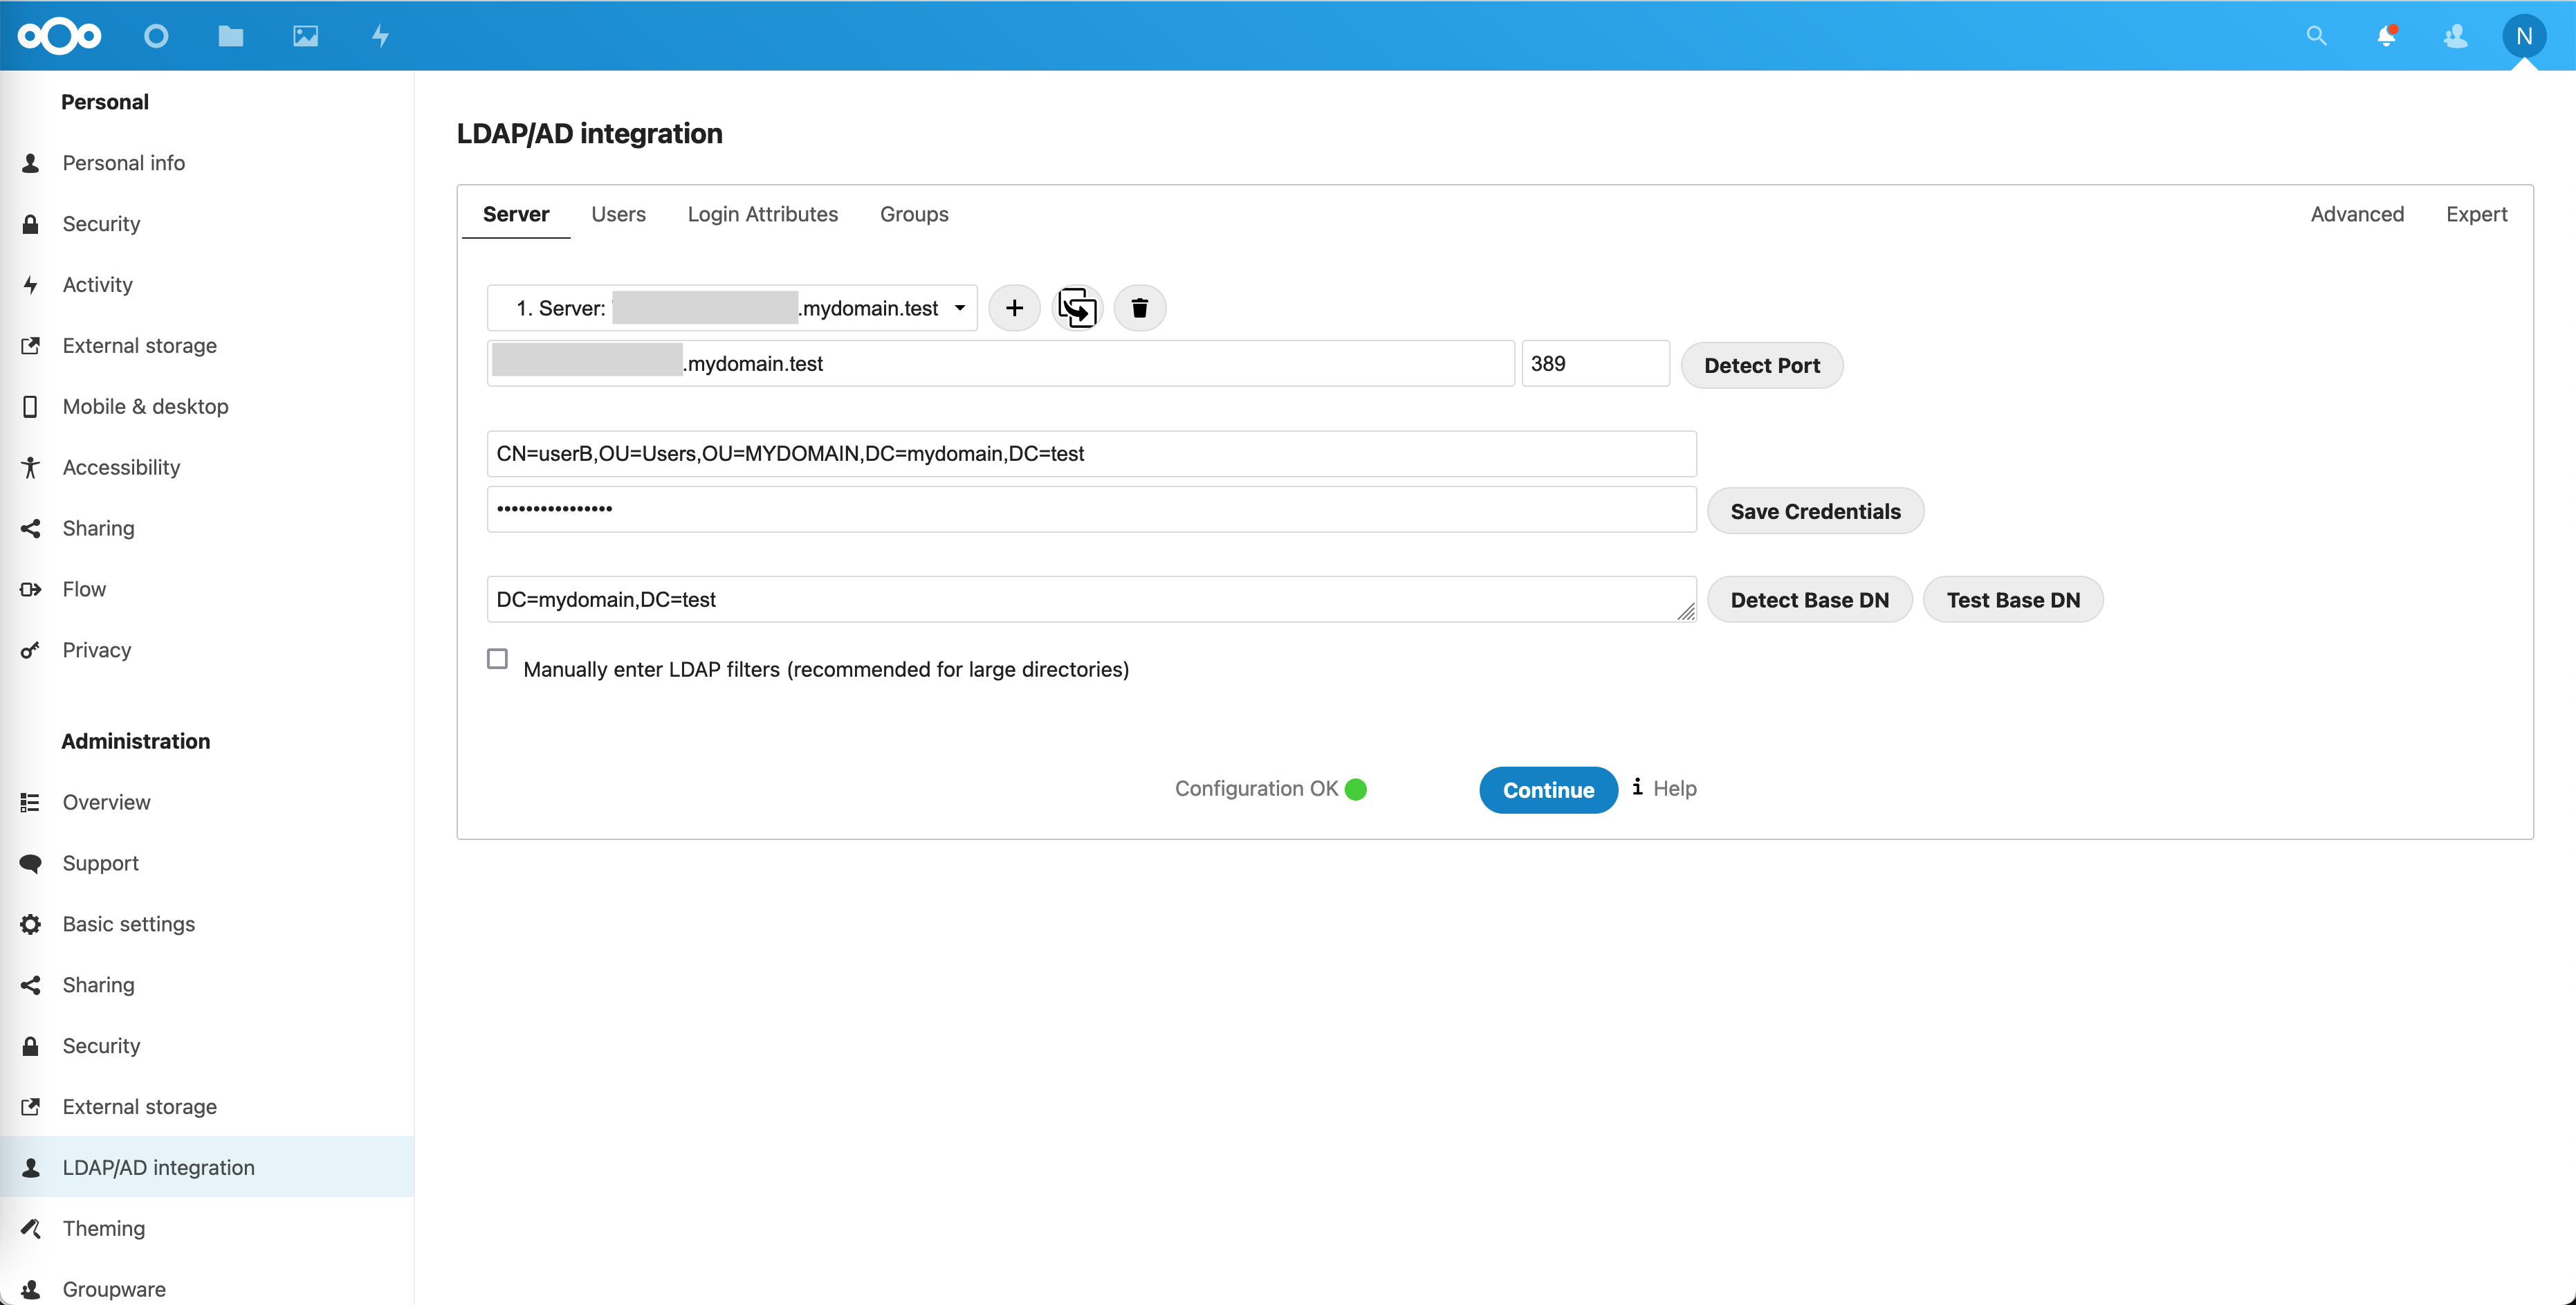 N
Personal
Personal info
Security
Activity
External storage
Mobile & desktop
Accessibility
Sharing
Flow
Privacy
Administration
Overview
Support
Basic settings
Sharing
Security
External storage
LDAP/AD integration
Theming
Groupware
LDAP/AD integration
Server Users Login Attributes Groups Advanced Expert
1. Server: .mydomain.test
.mydomain.test 389 Detect Port
CN=userB,OU=Users,OU=MYDOMAIN,DC=mydomain,DC=test
•••••••••••••••• Save Credentials
DC=mydomain,DC=test Detect Base DN Test Base DN
Manually enter LDAP filters (recommended for large directories)
Configuration OK Continue i Help